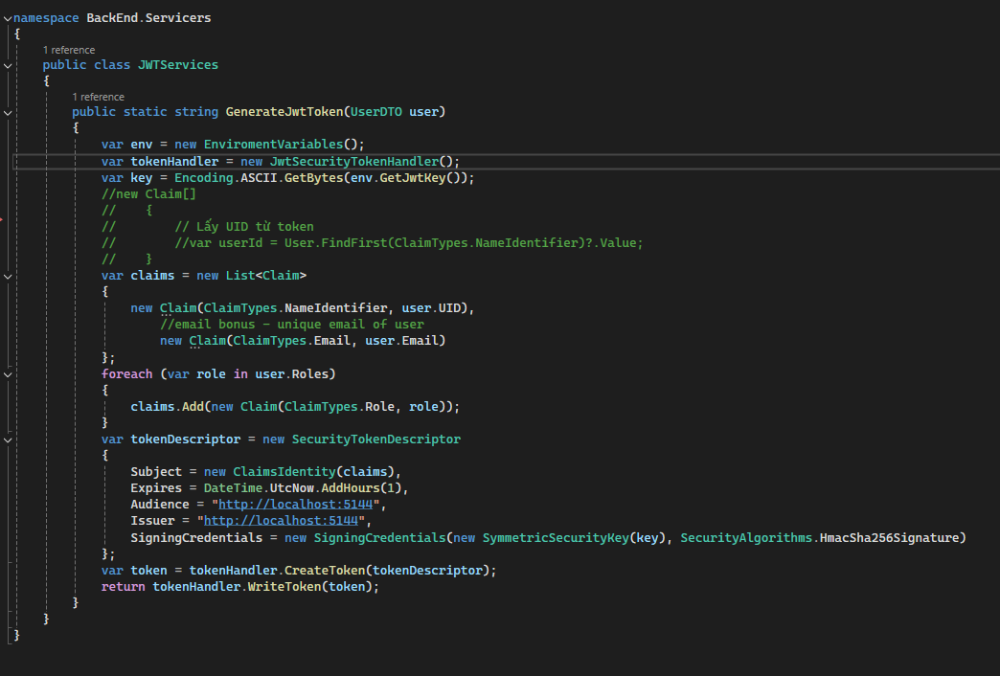 namespace BackEnd.Servicers
{
1 reference
public class JWTServices
{
1 reference
public static string GenerateJwtToken(UserDTO user)
{
var env = new EnviromentVariables();
var tokenHandler = new JwtSecurityTokenHandler();
var key = Encoding.ASCII.GetBytes(env.GetJwtKey());
//new Claim[]
//    {
//        // Lấy UID từ token
//        //var userId = User.FindFirst(ClaimTypes.NameIdentifier)?.Value;
//    }
var claims = new List<Claim>
{
new Claim(ClaimTypes.NameIdentifier, user.UID),
//email bonus - unique email of user
new Claim(ClaimTypes.Email, user.Email)
};
foreach (var role in user.Roles)
{
claims.Add(new Claim(ClaimTypes.Role, role));
}
var tokenDescriptor = new SecurityTokenDescriptor
{
Subject = new ClaimsIdentity(claims),
Expires = DateTime.UtcNow.AddHours(1),
Audience = "http://localhost:5144",
Issuer = "http://localhost:5144",
SigningCredentials = new SigningCredentials(new SymmetricSecurityKey(key), SecurityAlgorithms.HmacSha256Signature)
};
var token = tokenHandler.CreateToken(tokenDescriptor);
return tokenHandler.WriteToken(token);
}
}
}